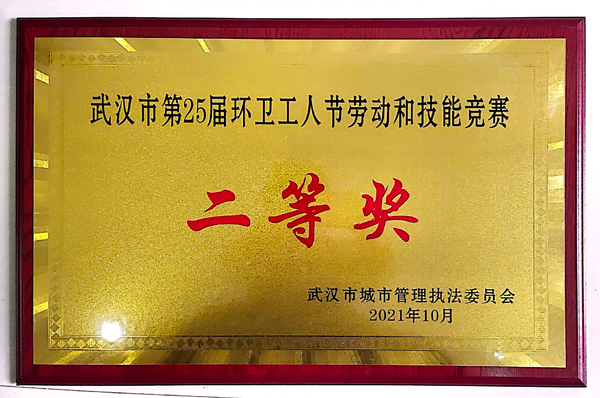 武汉市第25届环卫工人节劳动和技能竞赛
二等奖
武汉市城市管理执法委员会
2021年10月